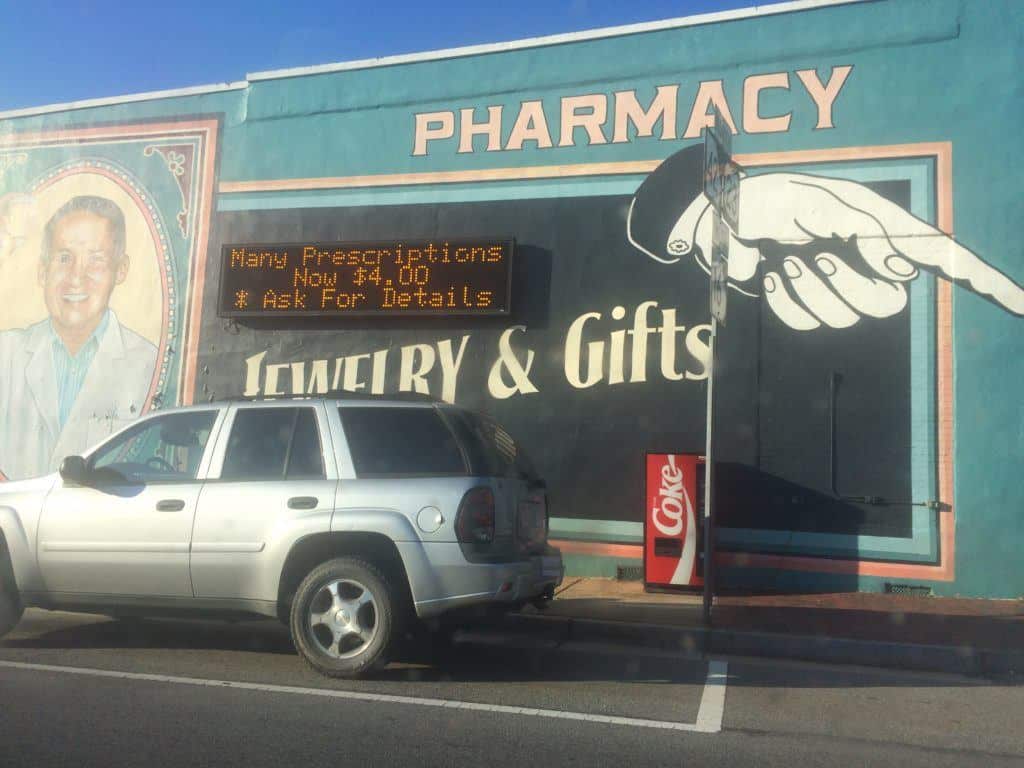 PHARMACY
Many Prescriptions
Now $4.00
* Ask For Details
JEWELRY & Gifts
Coke